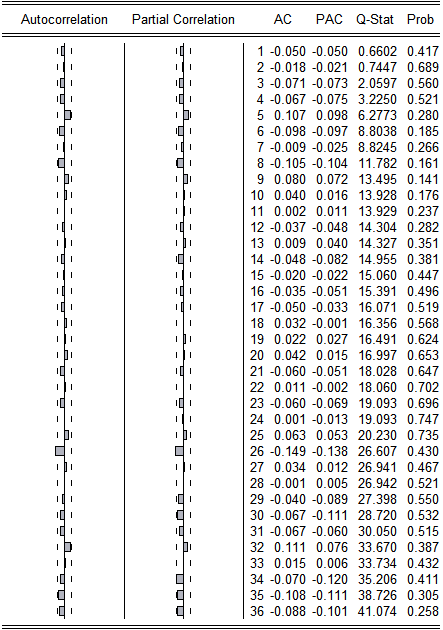 Autocorrelation Partial Correlation AC PAC Q-Stat Prob
1 -0.050 -0.050 0.6602 0.417
2 -0.018 -0.021 0.7447 0.689
3 -0.071 -0.073 2.0597 0.560
4 -0.067 -0.075 3.2250 0.521
5 0.107 0.098 6.2773 0.280
6 -0.098 -0.097 8.8038 0.185
7 -0.009 -0.025 8.8245 0.266
8 -0.105 -0.104 11.782 0.161
9 0.080 0.072 13.495 0.141
10 0.040 0.016 13.928 0.176
11 0.002 0.011 13.929 0.237
12 -0.037 -0.048 14.304 0.282
13 0.009 0.040 14.327 0.351
14 -0.048 -0.082 14.955 0.381
15 -0.020 -0.022 15.060 0.447
16 -0.035 -0.051 15.391 0.496
17 -0.050 -0.033 16.071 0.519
18 0.032 -0.001 16.356 0.568
19 0.022 0.027 16.491 0.624
20 0.042 0.015 16.997 0.653
21 -0.060 -0.051 18.028 0.647
22 0.011 -0.002 18.060 0.702
23 -0.060 -0.069 19.093 0.696
24 0.001 -0.013 19.093 0.747
25 0.063 0.053 20.230 0.735
26 -0.149 -0.138 26.607 0.430
27 0.034 0.012 26.941 0.467
28 -0.001 0.005 26.942 0.521
29 -0.040 -0.089 27.398 0.550
30 -0.067 -0.111 28.720 0.532
31 -0.067 -0.060 30.050 0.515
32 0.111 0.076 33.670 0.387
33 0.015 0.006 33.734 0.432
34 -0.070 -0.120 35.206 0.411
35 -0.108 -0.111 38.726 0.305
36 -0.088 -0.101 41.074 0.258